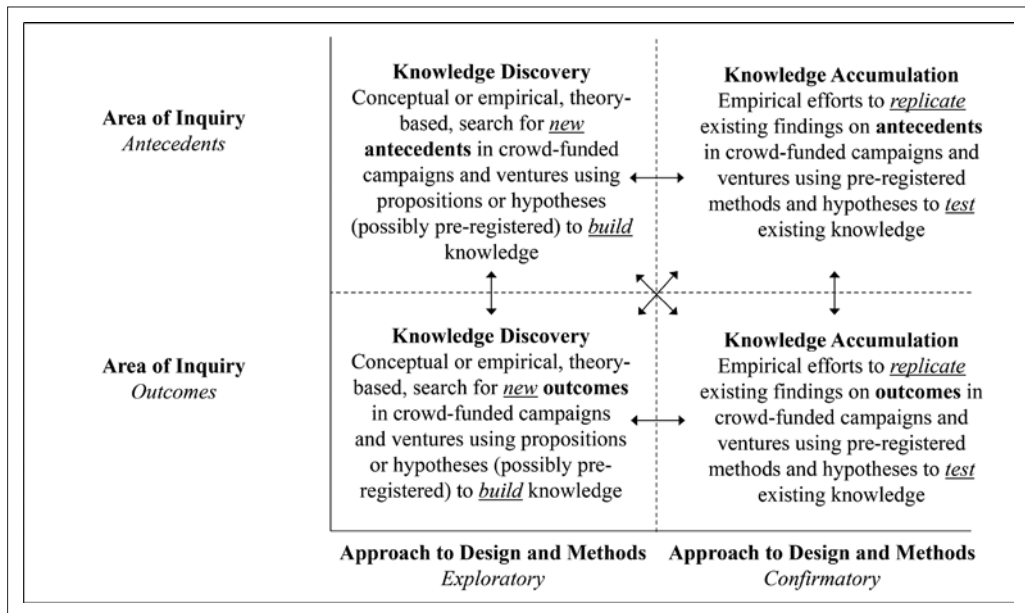 Knowledge Discovery
Conceptual or empirical, theory-
based, search for new
antecedents in crowd-funded
campaigns and ventures using
propositions or hypotheses
(possibly pre-registered) to build
knowledge
Knowledge Accumulation
Empirical efforts to replicate
existing findings on antecedents
in crowd-funded campaigns and
ventures using pre-registered
methods and hypotheses to test
existing knowledge
Area of Inquiry
Antecedents
Knowledge Discovery
Conceptual or empirical, theory-
based, search for new outcomes
in crowd-funded campaigns
and ventures using propositions
or hypotheses (possibly pre-
registered) to build knowledge
Knowledge Accumulation
Empirical efforts to replicate
existing findings on outcomes in
crowd-funded campaigns and
ventures using pre-registered
methods and hypotheses to test
existing knowledge
Area of Inquiry
Outcomes
Approach to Design and Methods
Exploratory
Approach to Design and Methods
Confirmatory